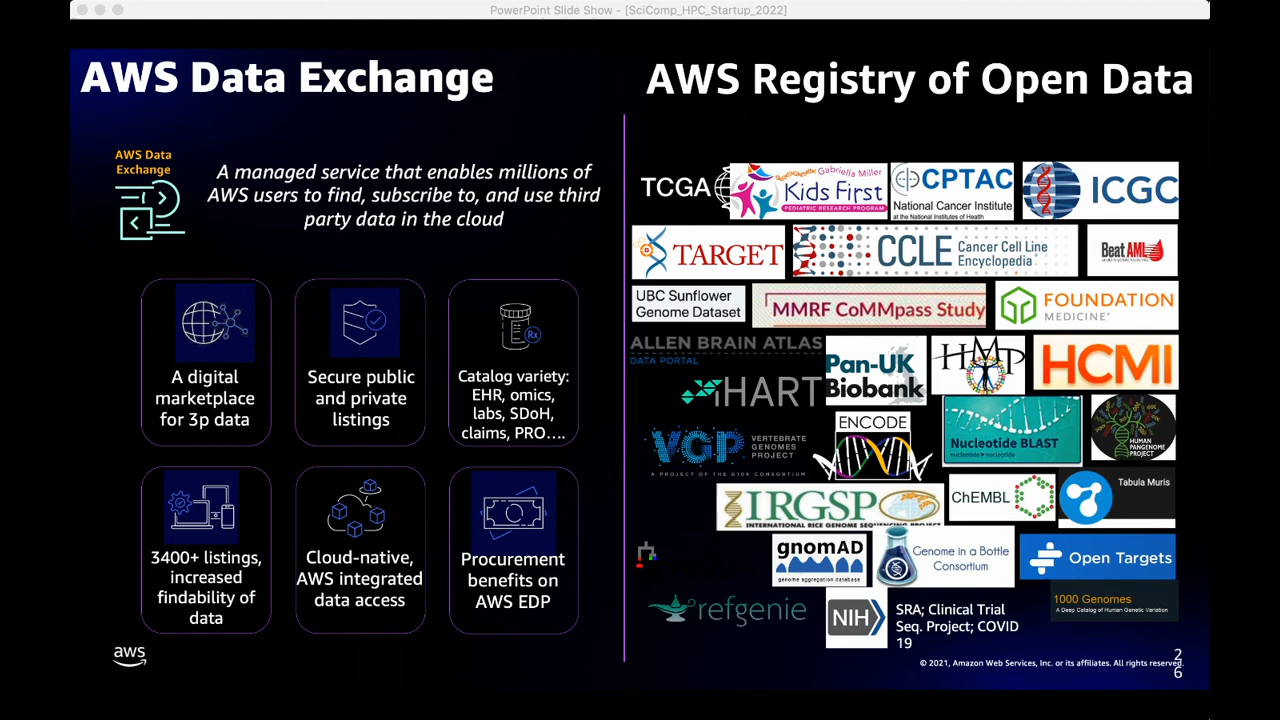 PowerPoint Slide Show - [SciComp_HPC_Startup_2022]
AWS Data Exchange
AWS Data
Exchange
A managed service that enables millions of
AWS users to find, subscribe to, and use third
party data in the cloud
A digital
marketplace
for 3p data
Secure public
and private
listings
Rx
Catalog variety:
EHR, omics,
labs, SDoH,
claims, PRO....
3400+ listings,
increased
findability of
data
Cloud-native,
AWS integrated
data access
Procurement
benefits on
AWS EDP
aws
AWS Registry of Open Data
TCGA
Gabriella Miller
Kids First
PEDIATRIC RESEARCH PROGRAM
CPTAC
National Cancer Institute
at the National Institutes of Health
ICGC
TARGET
CCLE
Cancer Cell Line
Encyclopedia
Beat AML
UBC Sunflower
Genome Dataset
MMRF CoMMpass Study
FOUNDATION
MEDICINE
ALLEN BRAIN ATLAS
DATA PORTAL
Pan-UK
Biobank
HMP
HCMI
iHART
ENCODE
Nucleotide BLAST
nucleotide ▸ nucleotide
HUMAN
PANGENOME
PROJECT
VGP
VERTEBRATE
GENOMES
PROJECT
A PROJECT OF THE G10K CONSORTIUM
IRGSP
INTERNATIONAL RICE GENOME SEQUENCING PROJECT
ChEMBL
Tabula Muris
gnomAD
genome aggregation database
Genome in a Bottle
Consortium
Open Targets
refgenie
NIH
SRA; Clinical Trial
Seq. Project; COVID
19
1000 Genomes
A Deep Catalog of Human Genetic Variation
© 2021, Amazon Web Services, Inc. or its affiliates. All rights reserved.
2
6